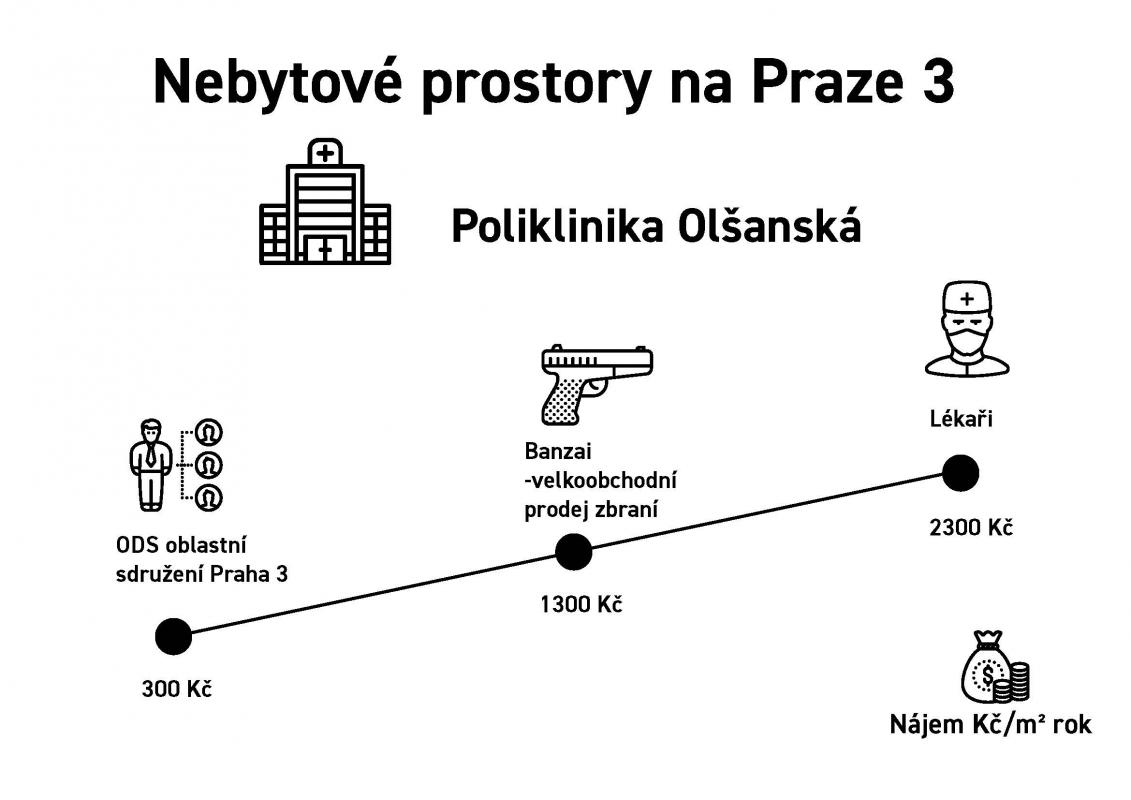 Nebytové prostory na Praze 3
Poliklinika Olšanská
Lékaři
2300 Kč
Banzai
-velkoobchodní
prodej zbraní
1300 Kč
ODS oblastní
sdružení Praha 3
300 Kč
$
Nájem Kč/m² rok